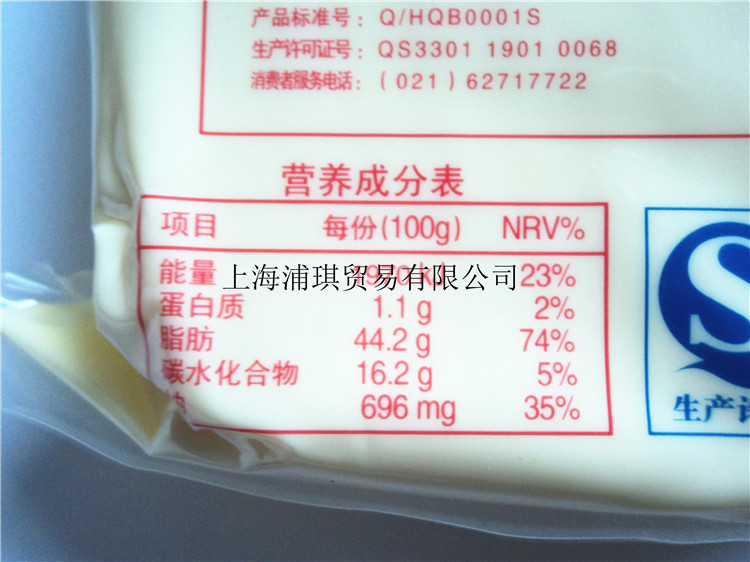 产品标准号：Q/HQB0001S
生产许可证号：QS3301 1901 0068
消费者服务电话：(021) 62717722
营养成分表
项目 每份(100g) NRV%
能量 23%
上海浦琪贸易有限公司
蛋白质 1.1 g 2%
脂肪 44.2 g 74%
碳水化合物 16.2 g 5%
钠 696 mg 35%
S
生产许